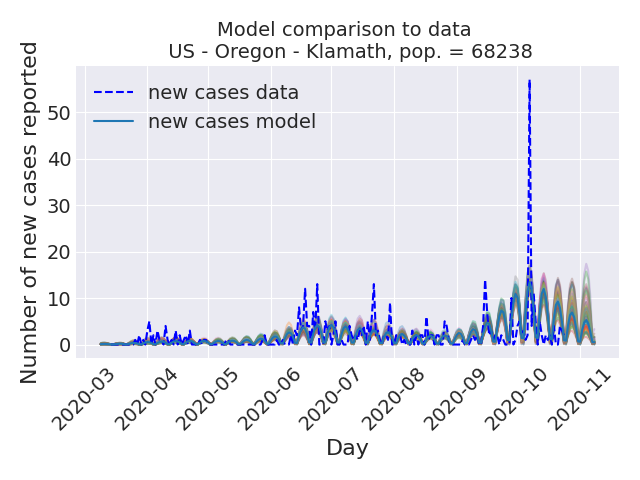 Model comparison to data
US - Oregon - Klamath, pop. = 68238
Number of new cases reported
50
40
30
20
10
0
new cases data
new cases model
2020-03
2020-04
2020-05
2020-06
2020-07
2020-08
2020-09
2020-10
2020-11
Day